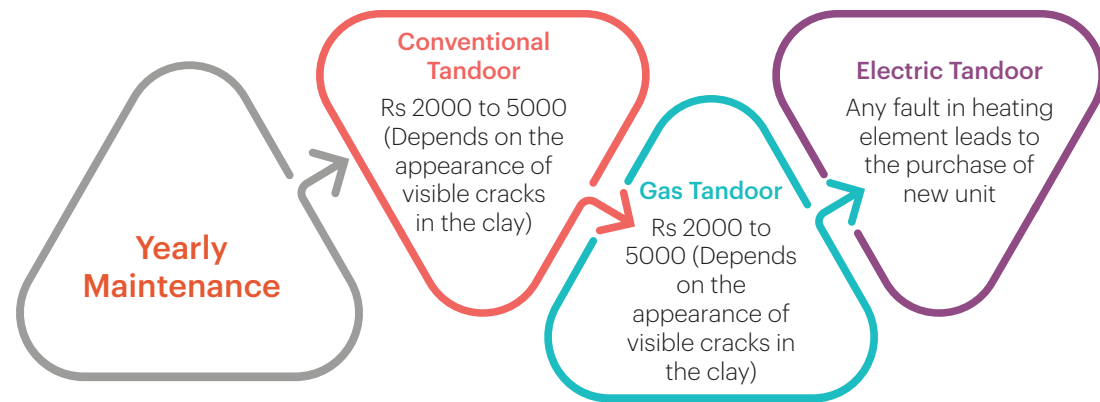 Yearly
Maintenance
Conventional
Tandoor
Rs 2000 to 5000
(Depends on the
appearance of
visible cracks
in the clay)
Gas Tandoor
Rs 2000 to
5000 (Depends
on the
appearance of
visible cracks in
the clay)
Electric Tandoor
Any fault in heating
element leads to
the purchase of
new unit